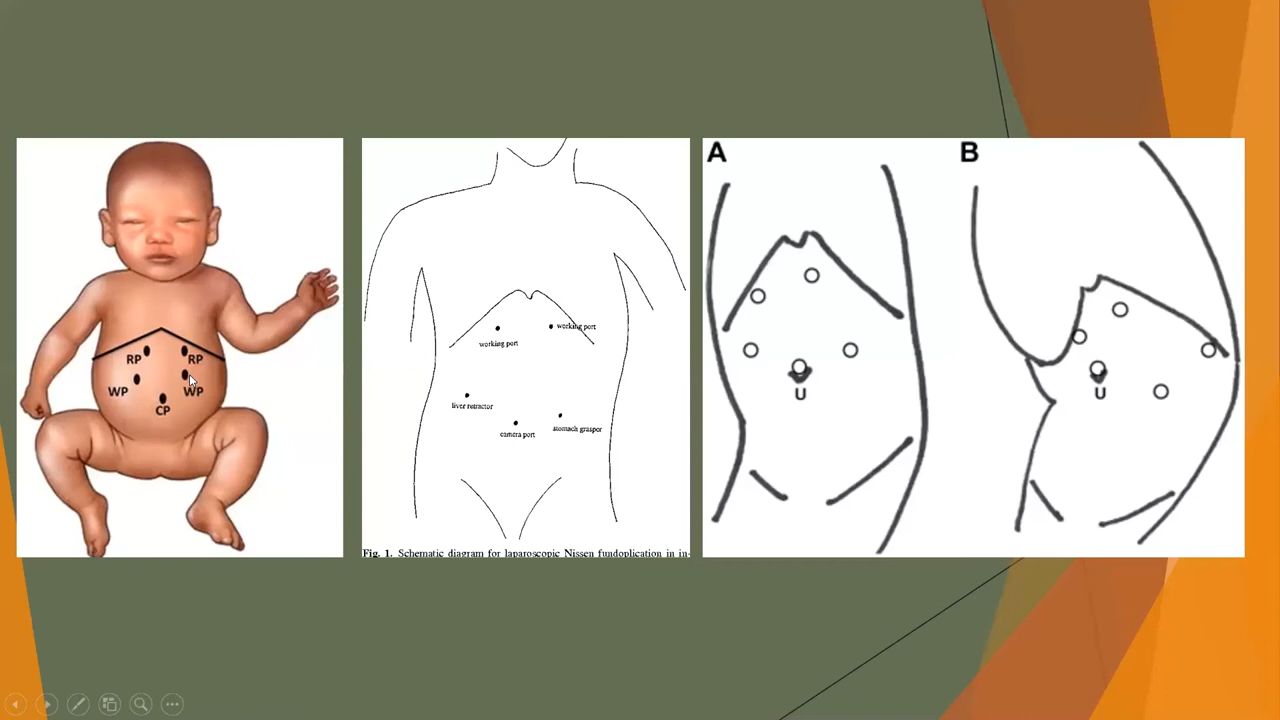 RP
RP
WP
WP
CP
working port
working port
liver retractor
stomach grasper
camera port
Fig. 1. Schematic diagram for laparoscopic Nissen fundoplication in in-
A
U
B
U